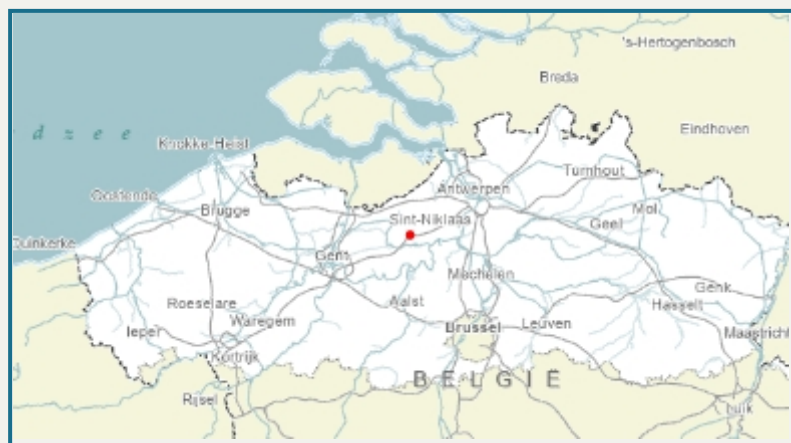 's-Hertogenbosch
Breda
d z e e
Eindhoven
Knokke-Heist
Turnhout
Oostende
Antwerpen
Brugge
Sint-Niklaas
Mol
Geel
Duinkerke
Gent
Mechelen
Genk
Roeselare
Aalst
Hasselt
Ieper
Waregem
Brussel
Leuven
Maastricht
Kortrijk
BELGIË
Rijsel
Luik